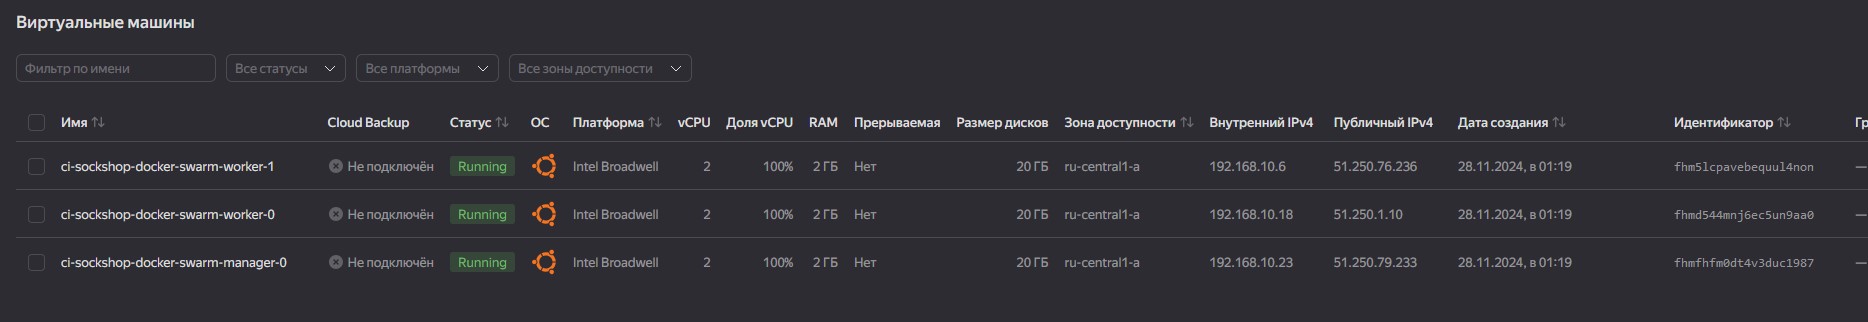 Виртуальные машины
Фильтр по имени Все статусы Все платформы Все зоны доступности
Имя Cloud Backup Статус ОС Платформа vCPU Доля vCPU RAM Прерываемая Размер дисков Зона доступности Внутренний IPv4 Публичный IPv4 Дата создания Идентификатор Гр
ci-sockshop-docker-swarm-worker-1 Не подключён Running Intel Broadwell 2 100% 2 ГБ Нет 20 ГБ ru-central1-a 192.168.10.6 51.250.76.236 28.11.2024, в 01:19 fhm5lcpavebequul4non —
ci-sockshop-docker-swarm-worker-0 Не подключён Running Intel Broadwell 2 100% 2 ГБ Нет 20 ГБ ru-central1-a 192.168.10.18 51.250.1.10 28.11.2024, в 01:19 fhmd544mnj6ec5un9aa0 —
ci-sockshop-docker-swarm-manager-0 Не подключён Running Intel Broadwell 2 100% 2 ГБ Нет 20 ГБ ru-central1-a 192.168.10.23 51.250.79.233 28.11.2024, в 01:19 fhmfhfm0dt4v3duc1987 —